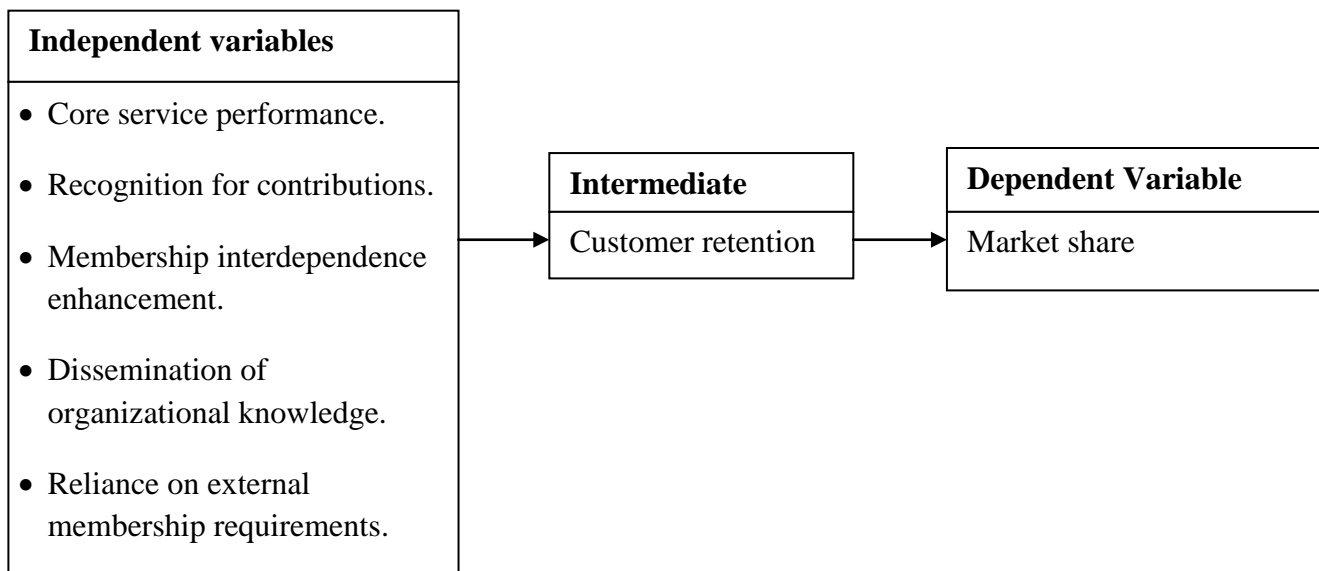 Independent variables
• Core service performance.
• Recognition for contributions.
• Membership interdependence
enhancement.
• Dissemination of
organizational knowledge.
• Reliance on external
membership requirements.
Intermediate
Customer retention
Dependent Variable
Market share